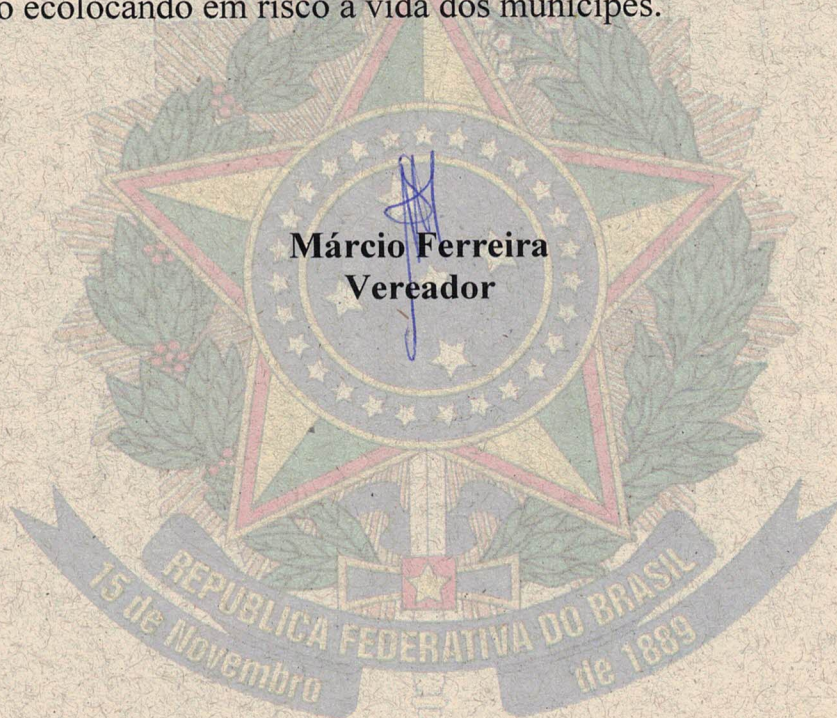 o ecolocando em risco a vida dos munícipes.
Márcio Ferreira
Vereador
REPUBLICA FEDERATIVA DO BRASIL
15 de Novembro de 1889